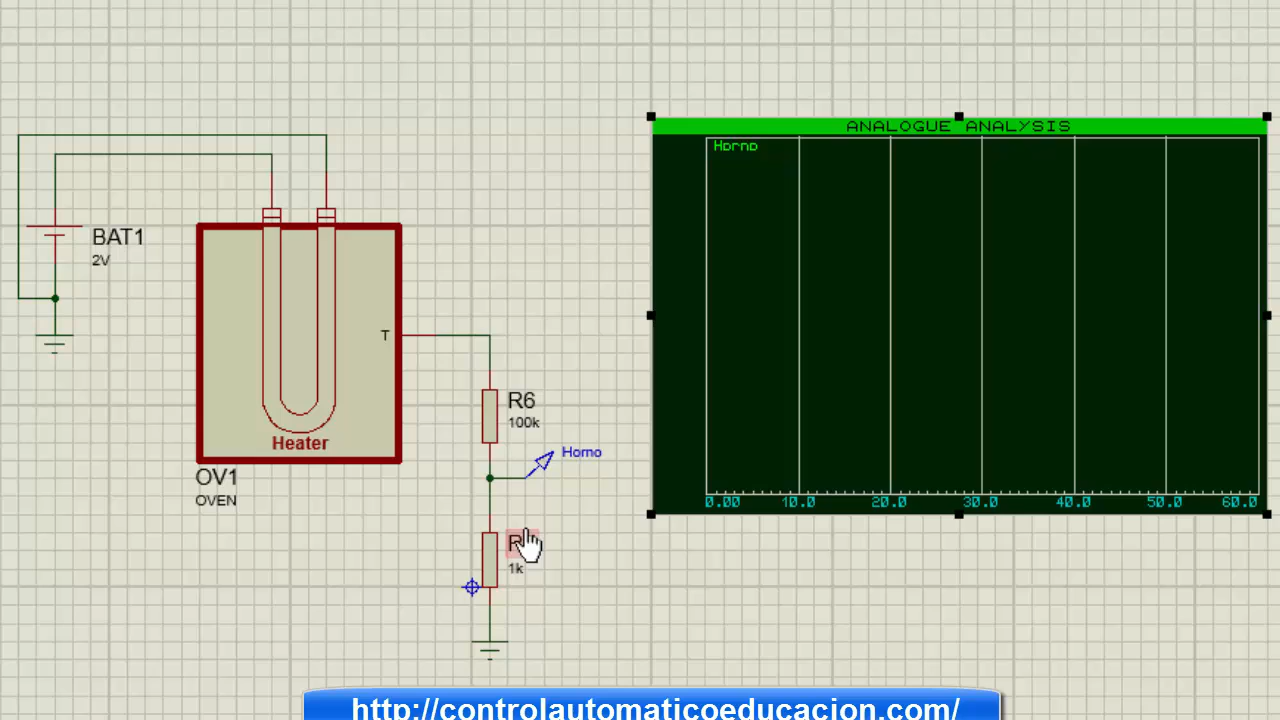 ANALOGUE ANALYSIS
Horno
BAT1
2V
T
R6
100k
Horno
Heater
OV1
OVEN
0.00 10.0 20.0 30.0 40.0 50.0 60.0
1k
http://controlautomaticoeducacion.com/